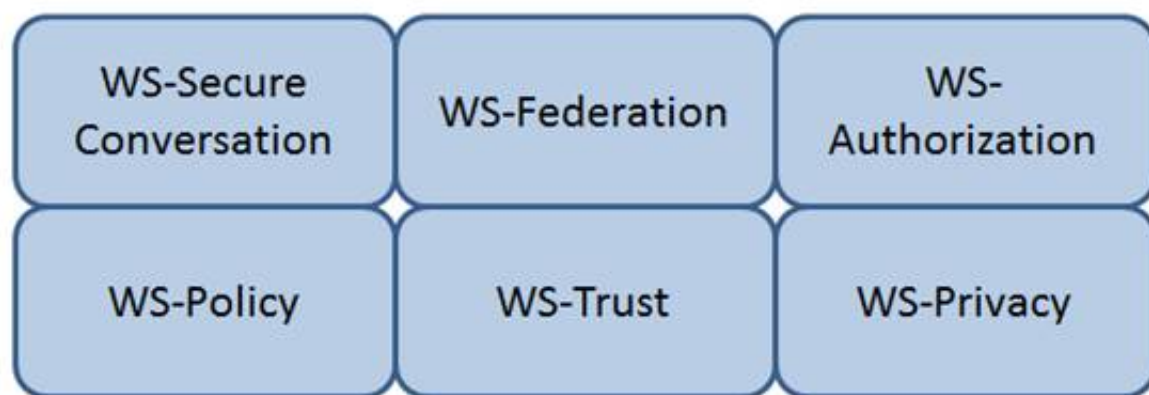 WS-Secure
Conversation
WS-Federation
WS-
Authorization
WS-Policy
WS-Trust
WS-Privacy